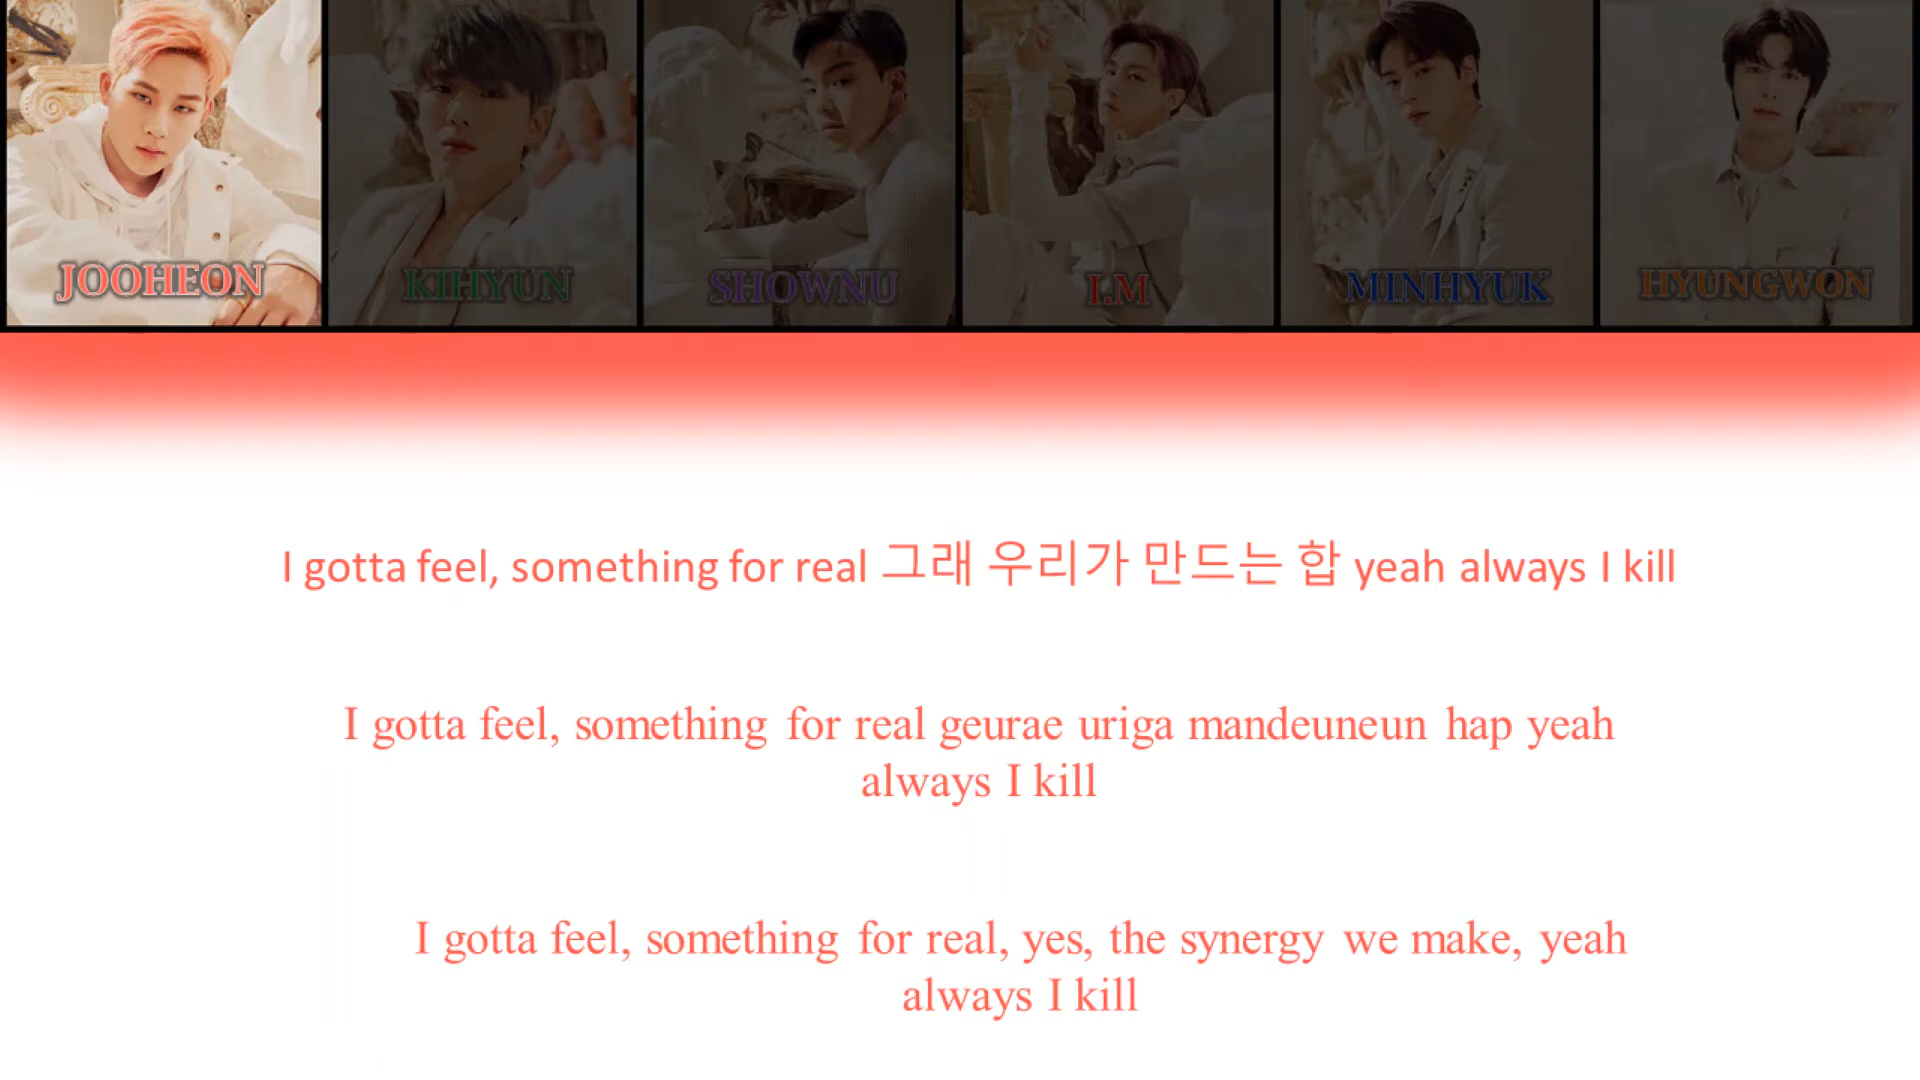 JOOHEON
KIHYUN
SHOWNU
I.M
MINHYUK
HYUNGWON
I gotta feel, something for real 그래 우리가 만드는 합 yeah always I kill
I gotta feel, something for real geurae uriga mandeuneun hap yeah
always I kill
I gotta feel, something for real, yes, the synergy we make, yeah
always I kill